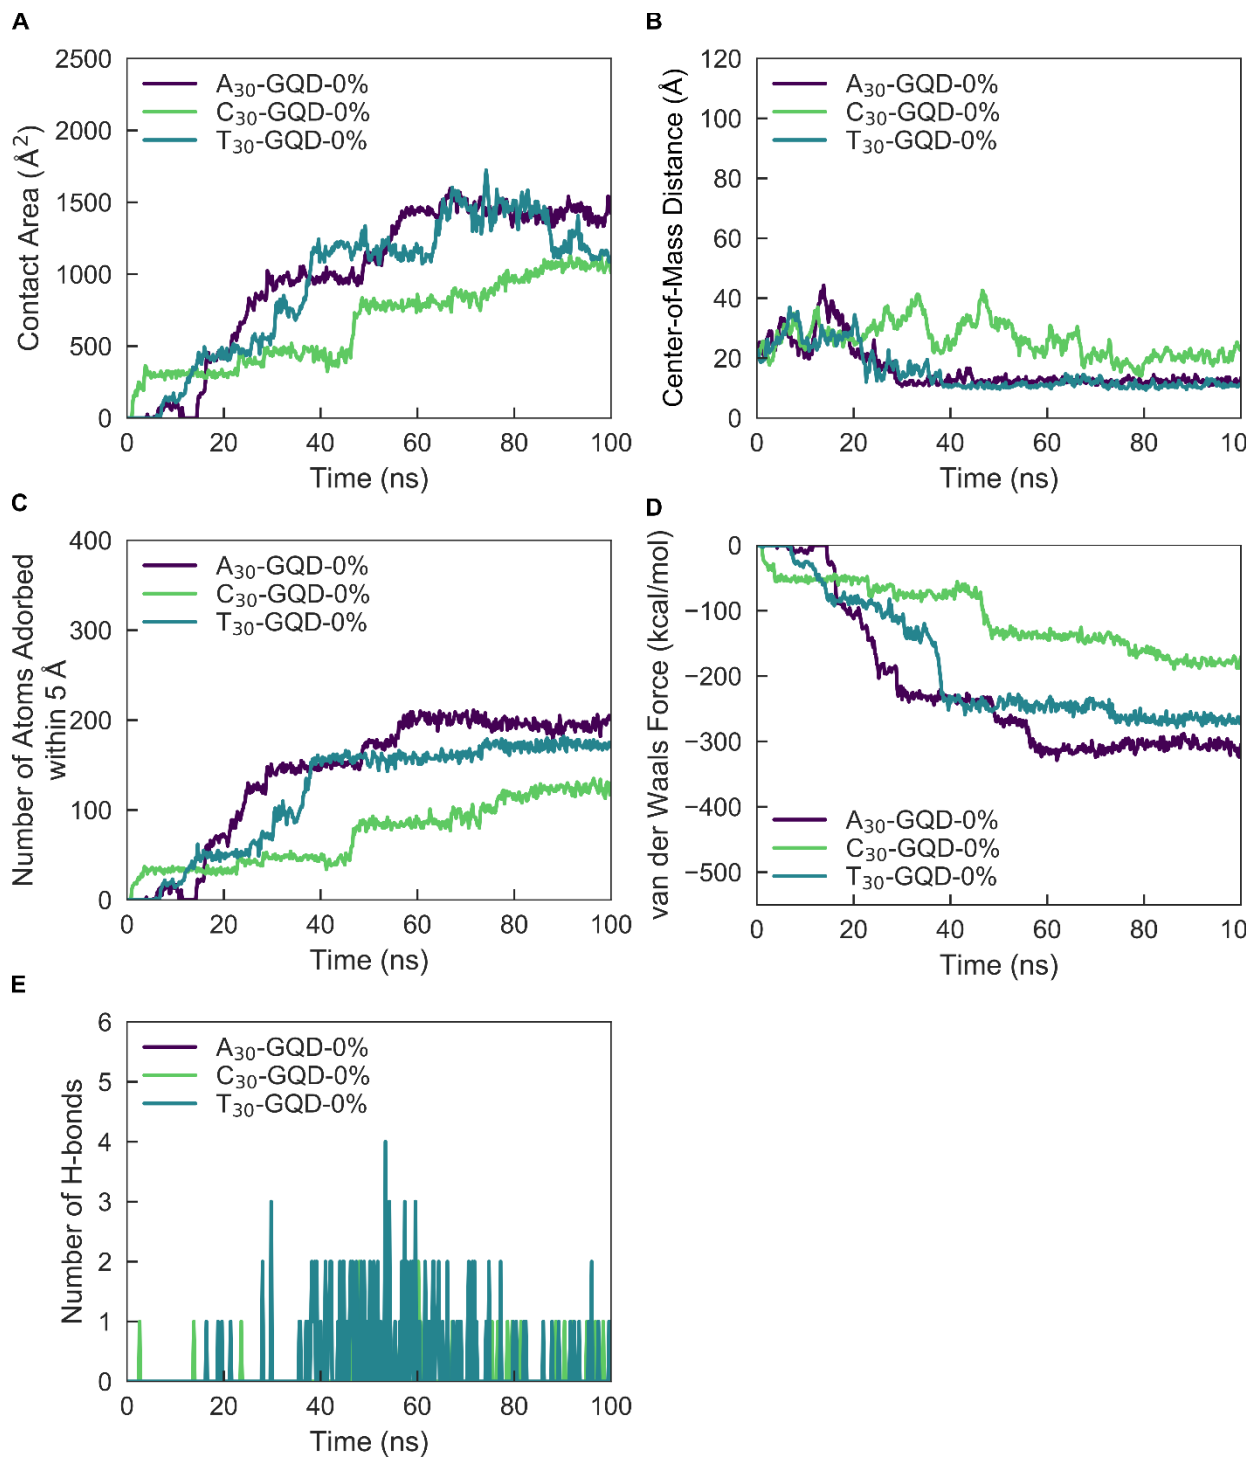 A
2500
2000
1500
1000
500
0
Contact Area (Å²)
A₃₀-GQD-0%
C₃₀-GQD-0%
T₃₀-GQD-0%
0 20 40 60 80 100
Time (ns)
B
120
100
80
60
40
20
0
Center-of-Mass Distance (Å)
A₃₀-GQD-0%
C₃₀-GQD-0%
T₃₀-GQD-0%
0 20 40 60 80 10
Time (ns)
C
400
300
200
100
0
Number of Atoms Adorbed
within 5 Å
A₃₀-GQD-0%
C₃₀-GQD-0%
T₃₀-GQD-0%
0 20 40 60 80 100
Time (ns)
D
0
−100
−200
−300
−400
−500
van der Waals Force (kcal/mol)
A₃₀-GQD-0%
C₃₀-GQD-0%
T₃₀-GQD-0%
0 20 40 60 80 10
Time (ns)
E
6
5
4
3
2
1
0
Number of H-bonds
A₃₀-GQD-0%
C₃₀-GQD-0%
T₃₀-GQD-0%
0 20 40 60 80 100
Time (ns)